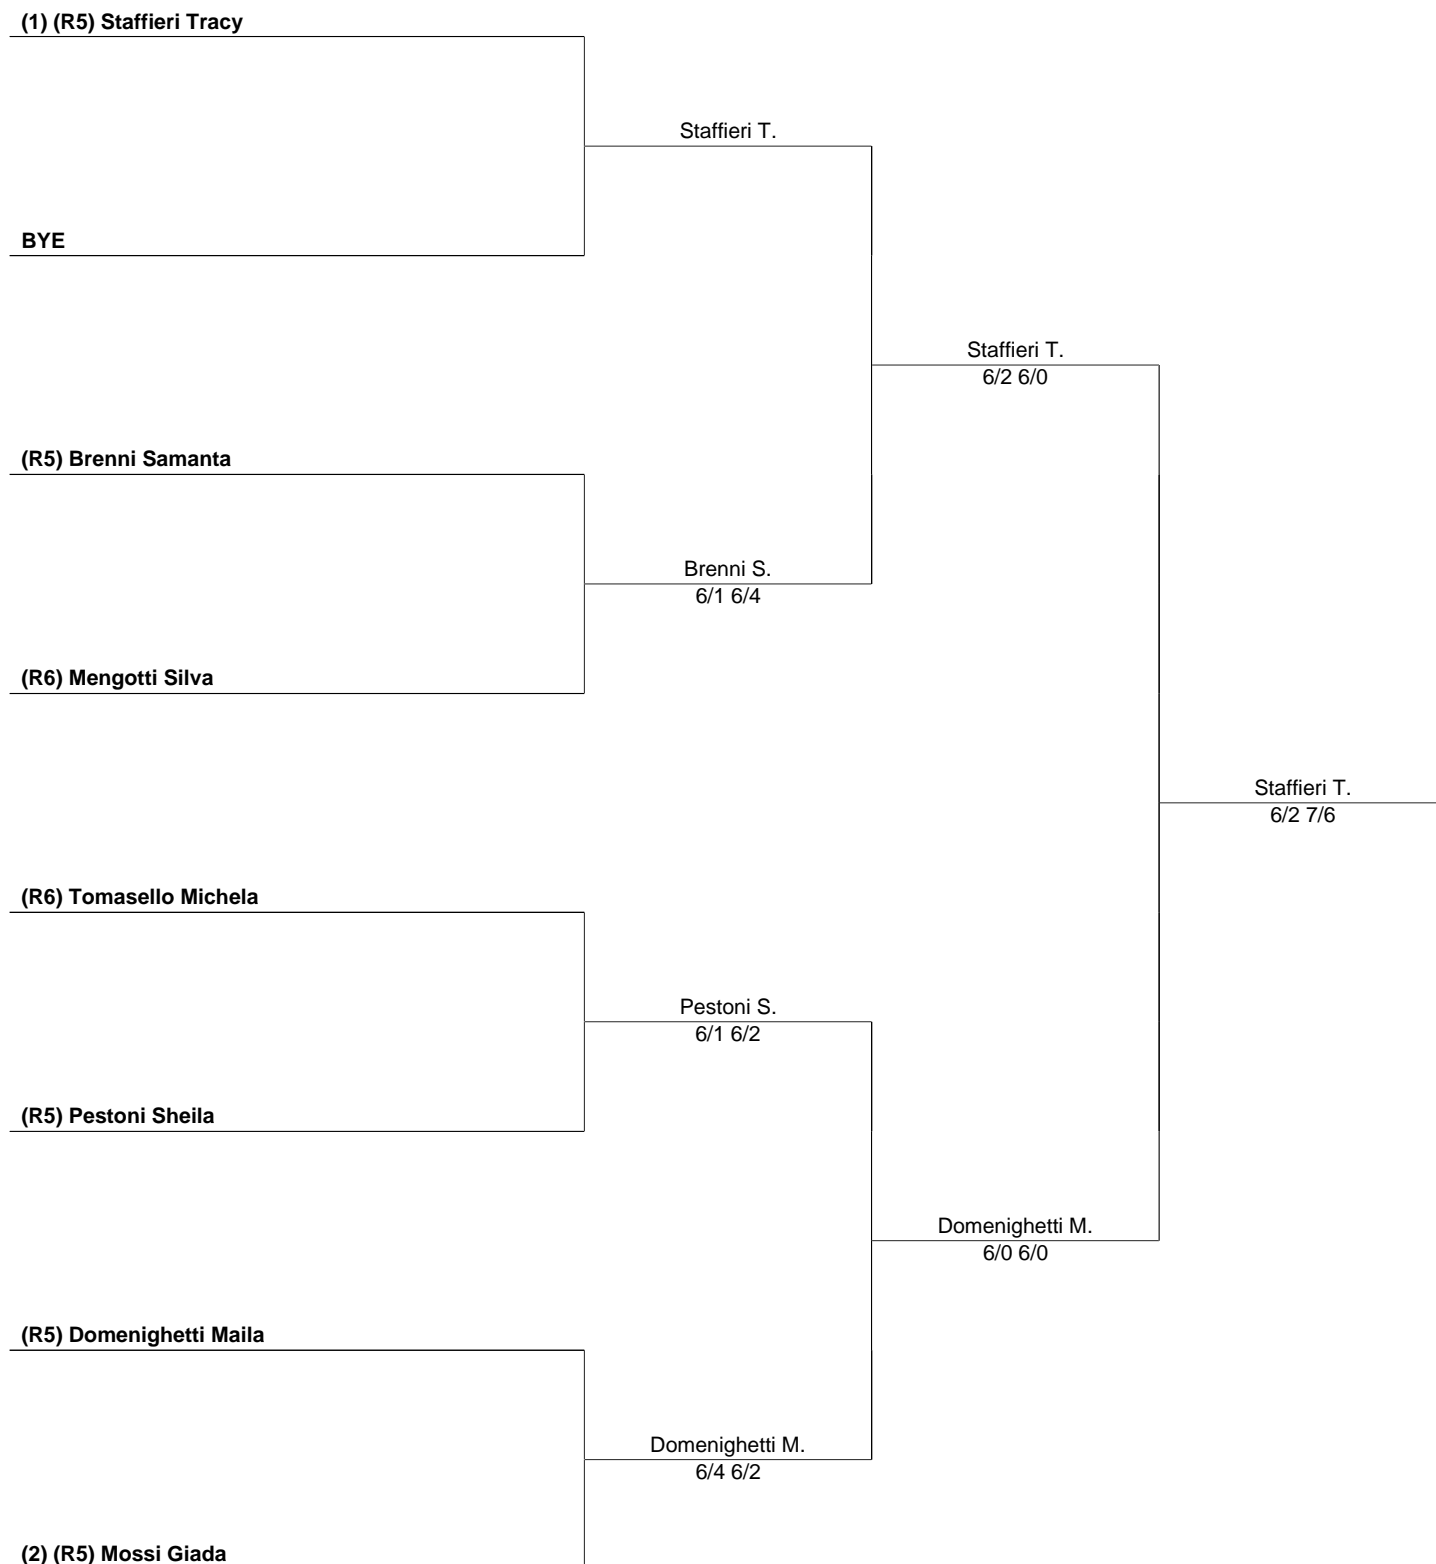 (1) (R5) Staffieri Tracy
Staffieri T.
BYE
Staffieri T.
6/2 6/0
(R5) Brenni Samanta
Brenni S.
6/1 6/4
(R6) Mengotti Silva
Staffieri T.
6/2 7/6
(R6) Tomasello Michela
Pestoni S.
6/1 6/2
(R5) Pestoni Sheila
Domenighetti M.
6/0 6/0
(R5) Domenighetti Maila
Domenighetti M.
6/4 6/2
(2) (R5) Mossi Giada